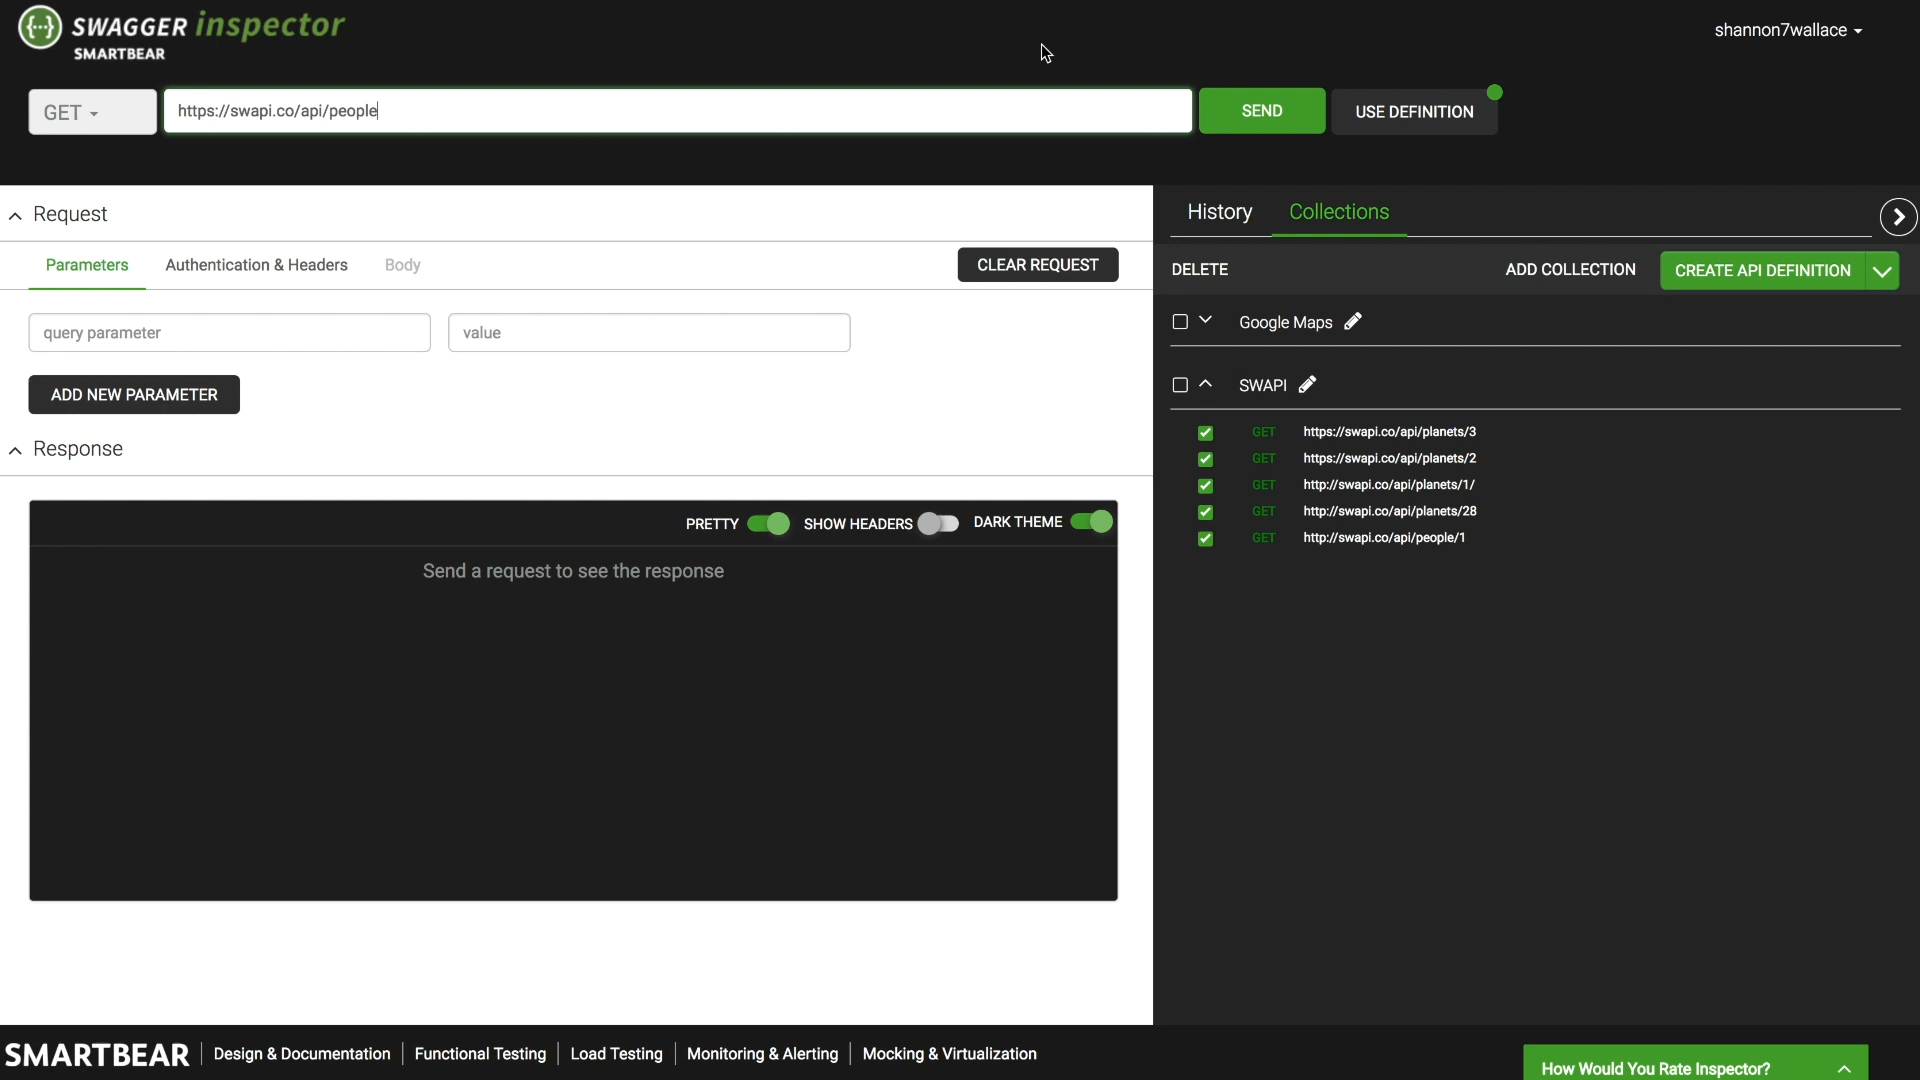 SWAGGER inspector
SMARTBEAR
shannon7wallace
GET
https://swapi.co/api/people
SEND
USE DEFINITION
Request
Parameters
Authentication & Headers
Body
CLEAR REQUEST
query parameter
value
ADD NEW PARAMETER
Response
PRETTY
SHOW HEADERS
DARK THEME
Send a request to see the response
History
Collections
DELETE
ADD COLLECTION
CREATE API DEFINITION
Google Maps
SWAPI
GET https://swapi.co/api/planets/3
GET https://swapi.co/api/planets/2
GET http://swapi.co/api/planets/1/
GET http://swapi.co/api/planets/28
GET http://swapi.co/api/people/1
SMARTBEAR
Design & Documentation
Functional Testing
Load Testing
Monitoring & Alerting
Mocking & Virtualization
How Would You Rate Inspector?